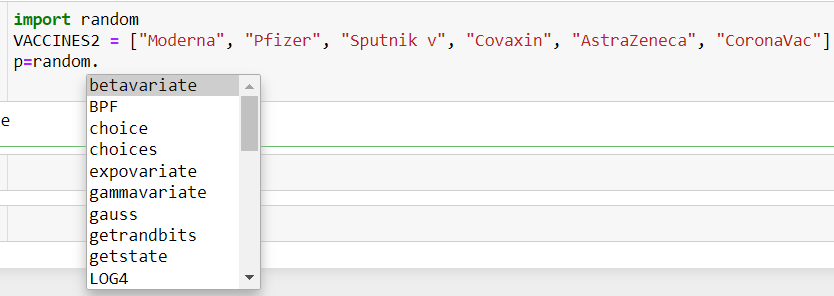 import random
VACCINES2 = ["Moderna", "Pfizer", "Sputnik v", "Covaxin", "AstraZeneca", "CoronaVac"]
p=random.
betavariate
BPF
e
choice
choices
expovariate
gammavariate
gauss
getrandbits
getstate
LOG4